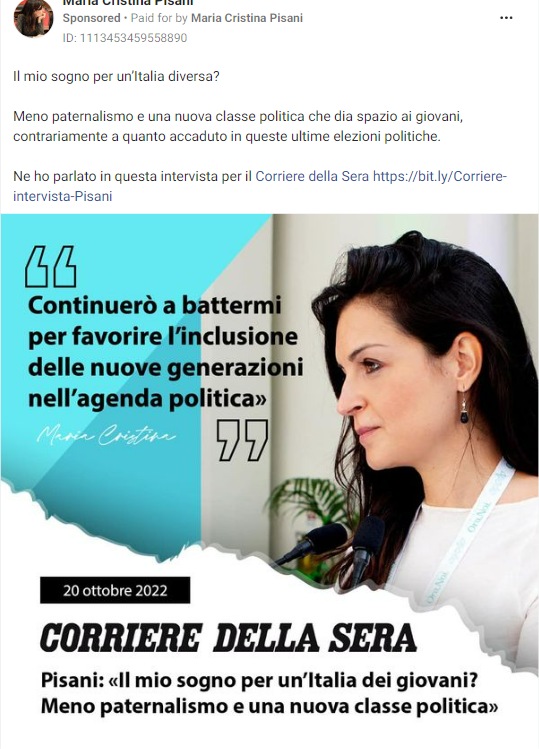 Maria Cristina Pisani
Sponsored • Paid for by Maria Cristina Pisani
ID: 1113453459558890
Il mio sogno per un’Italia diversa?
Meno paternalismo e una nuova classe politica che dia spazio ai giovani,
contrariamente a quanto accaduto in queste ultime elezioni politiche.
Ne ho parlato in questa intervista per il Corriere della Sera https://bit.ly/Corriere-
intervista-Pisani
“
Continuerò a battermi
per favorire l’inclusione
delle nuove generazioni
nell’agenda politica»
Maria Cristina
”
20 ottobre 2022
CORRIERE DELLA SERA
Pisani: «Il mio sogno per un’Italia dei giovani?
Meno paternalismo e una nuova classe politica»